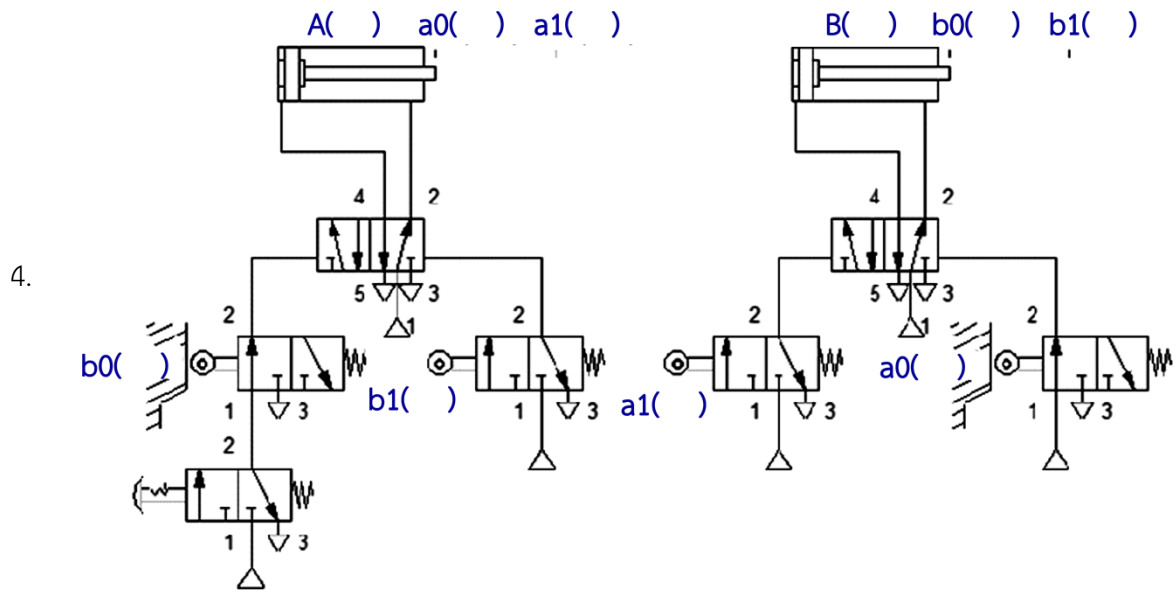 A(    ) a0(    ) a1(    ) B(    ) b0(    ) b1(    )
4 2 4 2
4.
5 3 5 3
1 1
2 2 2 2
b0(    ) b1(    ) a1(    ) a0(    )
1 3 1 3 1 3 1 3
2
1 3